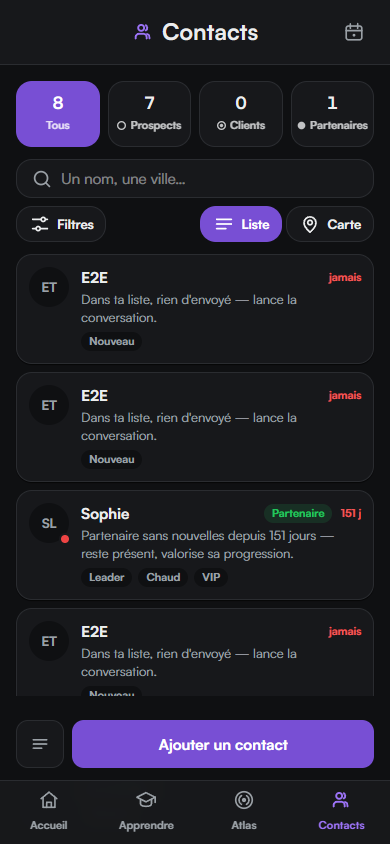 Contacts
8
Tous
7
Prospects
0
Clients
1
Partenaires
Un nom, une ville...
Filtres
Liste
Carte
ET
E2E
jamais
Dans ta liste, rien d'envoyé — lance la
conversation.
Nouveau
ET
E2E
jamais
Dans ta liste, rien d'envoyé — lance la
conversation.
Nouveau
SL
Sophie
Partenaire
151 j
Partenaire sans nouvelles depuis 151 jours —
reste présent, valorise sa progression.
Leader
Chaud
VIP
ET
E2E
jamais
Dans ta liste, rien d'envoyé — lance la
conversation.
Nouveau
Ajouter un contact
Accueil
Apprendre
Atlas
Contacts